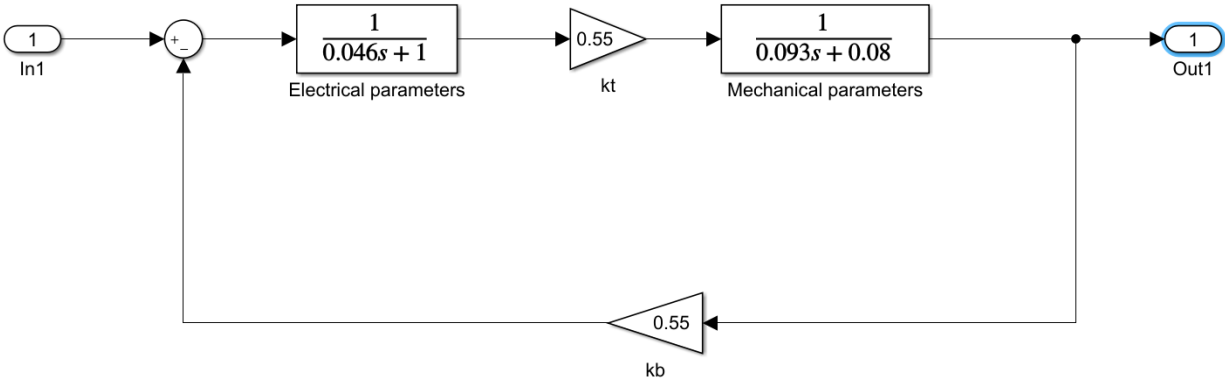 1
In1
+
−
1
0.046s + 1
Electrical parameters
0.55
kt
1
0.093s + 0.08
Mechanical parameters
1
Out1
0.55
kb